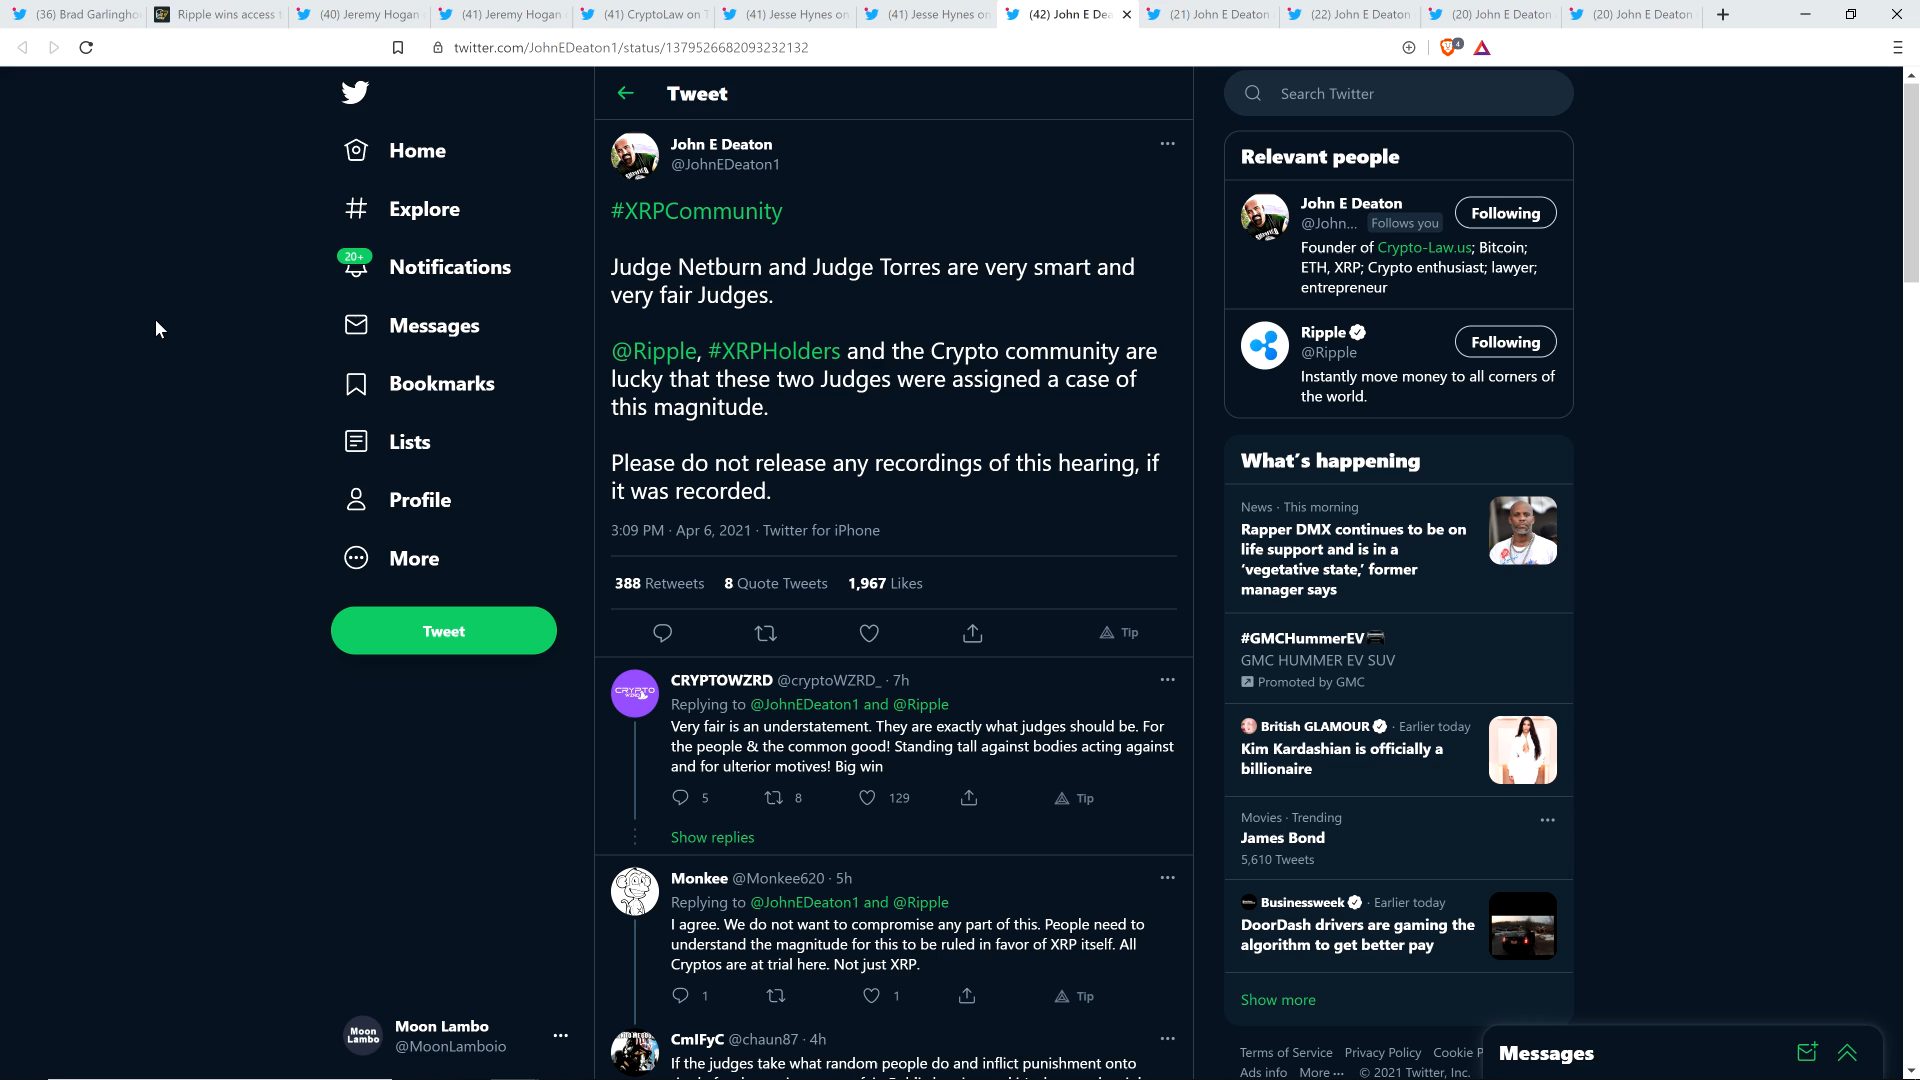 (36) Brad Garlingho
Ripple wins access t
(40) Jeremy Hogan
(41) Jeremy Hogan
(41) CryptoLaw on T
(41) Jesse Hynes on
(41) Jesse Hynes on
(42) John E Dea
(21) John E Deaton
(22) John E Deaton
(20) John E Deaton
(20) John E Deaton
twitter.com/JohnEDeaton1/status/1379526682093232132
4
Home
Explore
20+
Notifications
Messages
Bookmarks
Lists
Profile
More
Tweet
Moon Lambo
Moon Lambo
@MoonLamboio
Tweet
John E Deaton
@JohnEDeaton1
#XRPCommunity
Judge Netburn and Judge Torres are very smart and
very fair Judges.
@Ripple, #XRPHolders and the Crypto community are
lucky that these two Judges were assigned a case of
this magnitude.
Please do not release any recordings of this hearing, if
it was recorded.
3:09 PM · Apr 6, 2021 · Twitter for iPhone
388 Retweets 8 Quote Tweets 1,967 Likes
Tip
CRYPTOWZRD @cryptoWZRD_ · 7h
Replying to @JohnEDeaton1 and @Ripple
Very fair is an understatement. They are exactly what judges should be. For
the people & the common good! Standing tall against bodies acting against
and for ulterior motives! Big win
5 8 129 Tip
Show replies
Monkee @Monkee620 · 5h
Replying to @JohnEDeaton1 and @Ripple
I agree. We do not want to compromise any part of this. People need to
understand the magnitude for this to be ruled in favor of XRP itself. All
Cryptos are at trial here. Not just XRP.
1 1 Tip
CmIFyC @chaun87 · 4h
If the judges take what random people do and inflict punishment onto
Search Twitter
Relevant people
John E Deaton
@John... Follows you
Following
Founder of Crypto-Law.us; Bitcoin;
ETH, XRP; Crypto enthusiast; lawyer;
entrepreneur
Ripple
@Ripple
Following
Instantly move money to all corners of
the world.
What's happening
News · This morning
Rapper DMX continues to be on
life support and is in a
'vegetative state,' former
manager says
#GMCHummerEV
GMC HUMMER EV SUV
Promoted by GMC
British GLAMOUR · Earlier today
Kim Kardashian is officially a
billionaire
Movies · Trending
James Bond
5,610 Tweets
Businessweek · Earlier today
DoorDash drivers are gaming the
algorithm to get better pay
Show more
Terms of Service Privacy Policy Cookie P
Ads info More ··· © 2021 Twitter, Inc.
Messages